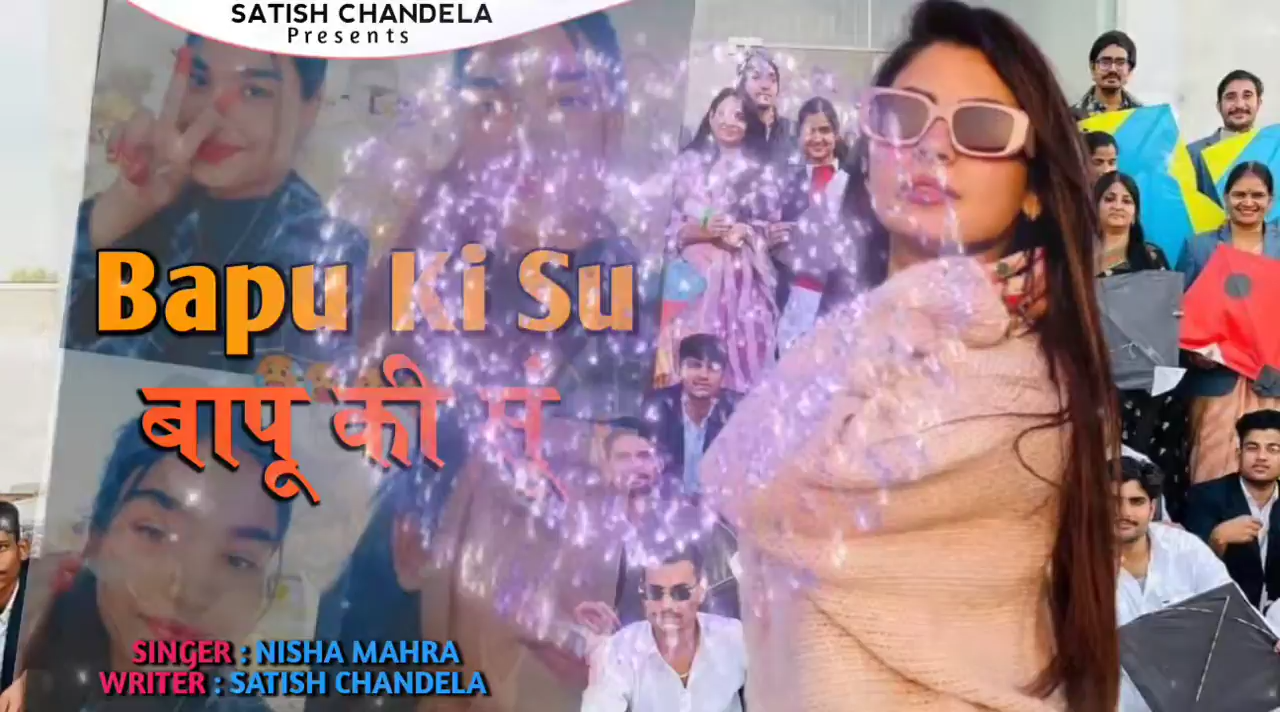 SATISH CHANDELA
Presents
Bapu Ki Su
बापू की
SINGER : NISHA MAHRA
WRITER : SATISH CHANDELA